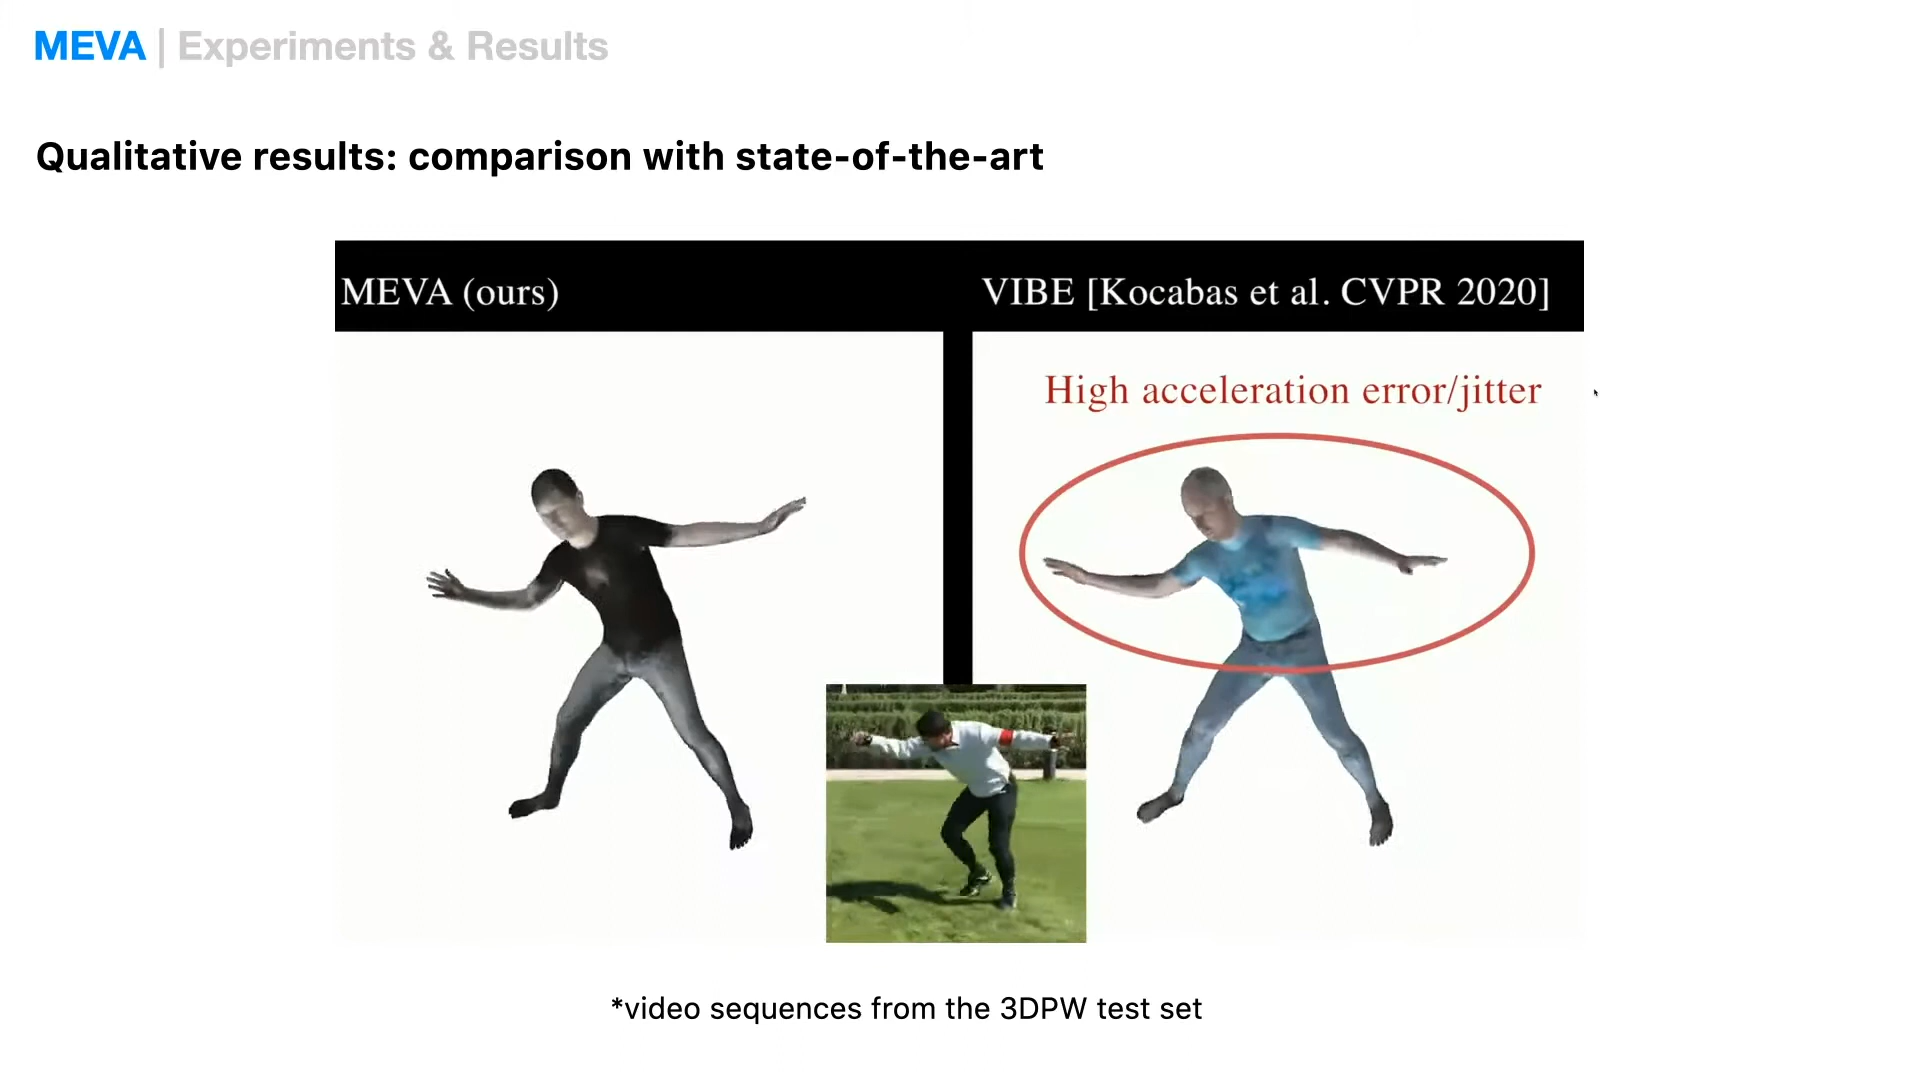 MEVA | Experiments & Results
Qualitative results: comparison with state-of-the-art
MEVA (ours)
VIBE [Kocabas et al. CVPR 2020]
High acceleration error/jitter
*video sequences from the 3DPW test set